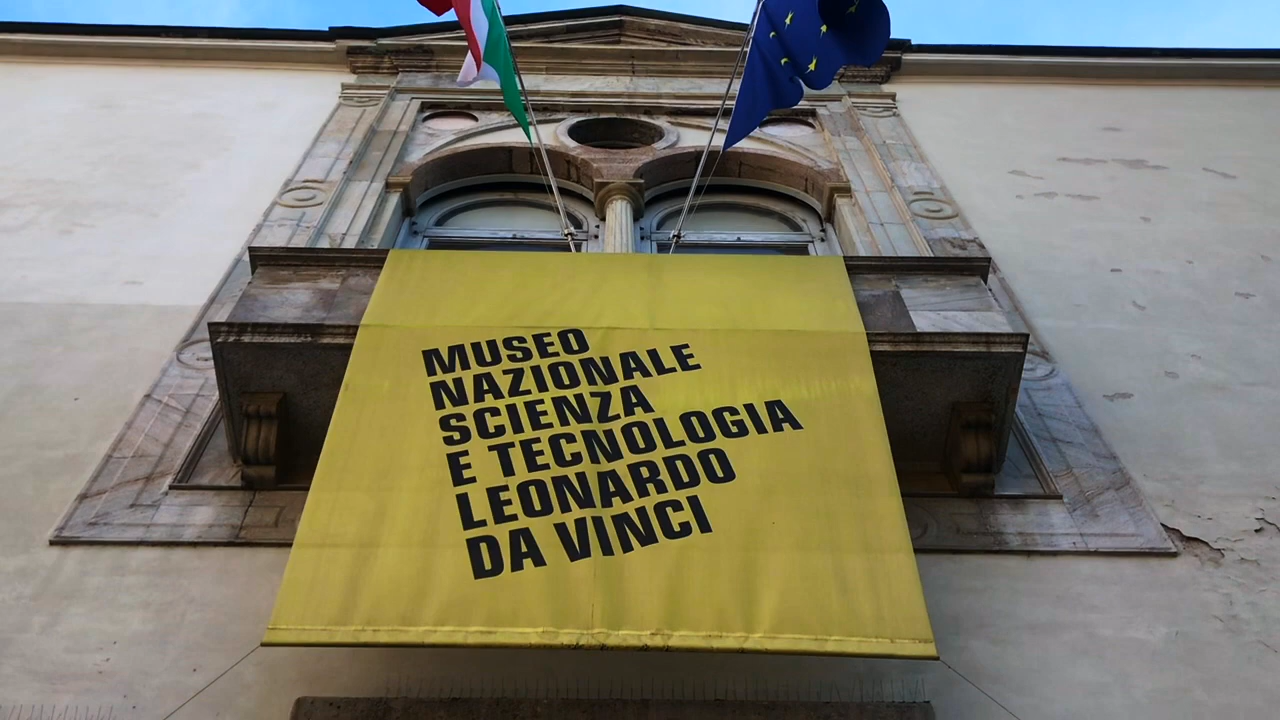 MUSEO
NAZIONALE
SCIENZA
E TECNOLOGIA
LEONARDO
DA VINCI